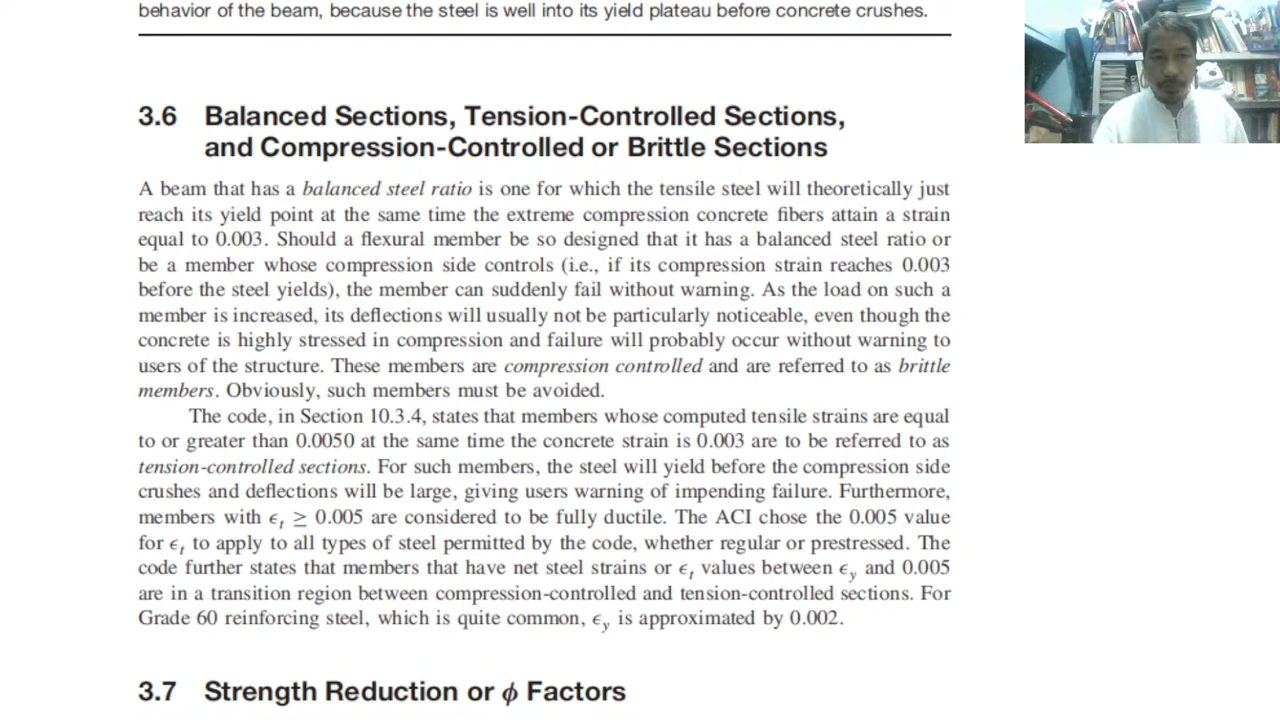 behavior of the beam, because the steel is well into its yield plateau before concrete crushes.
3.6 Balanced Sections, Tension-Controlled Sections,
and Compression-Controlled or Brittle Sections
A beam that has a balanced steel ratio is one for which the tensile steel will theoretically just
reach its yield point at the same time the extreme compression concrete fibers attain a strain
equal to 0.003. Should a flexural member be so designed that it has a balanced steel ratio or
be a member whose compression side controls (i.e., if its compression strain reaches 0.003
before the steel yields), the member can suddenly fail without warning. As the load on such a
member is increased, its deflections will usually not be particularly noticeable, even though the
concrete is highly stressed in compression and failure will probably occur without warning to
users of the structure. These members are compression controlled and are referred to as brittle
members. Obviously, such members must be avoided.
The code, in Section 10.3.4, states that members whose computed tensile strains are equal
to or greater than 0.0050 at the same time the concrete strain is 0.003 are to be referred to as
tension-controlled sections. For such members, the steel will yield before the compression side
crushes and deflections will be large, giving users warning of impending failure. Furthermore,
members with ϵt ≥ 0.005 are considered to be fully ductile. The ACI chose the 0.005 value
for ϵt to apply to all types of steel permitted by the code, whether regular or prestressed. The
code further states that members that have net steel strains or ϵt values between ϵy and 0.005
are in a transition region between compression-controlled and tension-controlled sections. For
Grade 60 reinforcing steel, which is quite common, ϵy is approximated by 0.002.
3.7 Strength Reduction or ϕ Factors